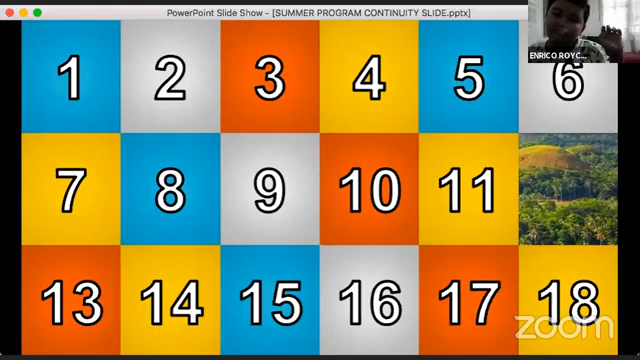 PowerPoint Slide Show - [SUMMER PROGRAM CONTINUITY SLIDE.pptx]
ENRICO ROYC...
1 2 3 4 5 6
7 8 9 10 11
13 14 15 16 17 18
zoom